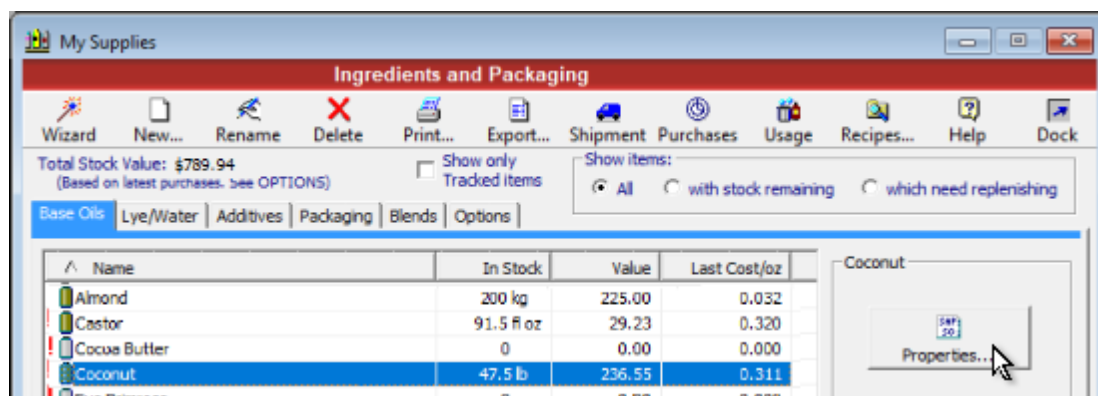 My Supplies
Ingredients and Packaging
Wizard New... Rename Delete Print... Export... Shipment Purchases Usage Recipes... Help Dock
Total Stock Value: $789.94
(Based on latest purchases. See OPTIONS)
Show only
Tracked items
Show items:
All with stock remaining which need replenishing
Base Oils Lye/Water Additives Packaging Blends Options
Name In Stock Value Last Cost/oz
Coconut
Almond 200 kg 225.00 0.032
Castor 91.5 fl oz 29.23 0.320
Cocoa Butter 0 0.00 0.000
Coconut 47.5 lb 236.55 0.311
Properties...